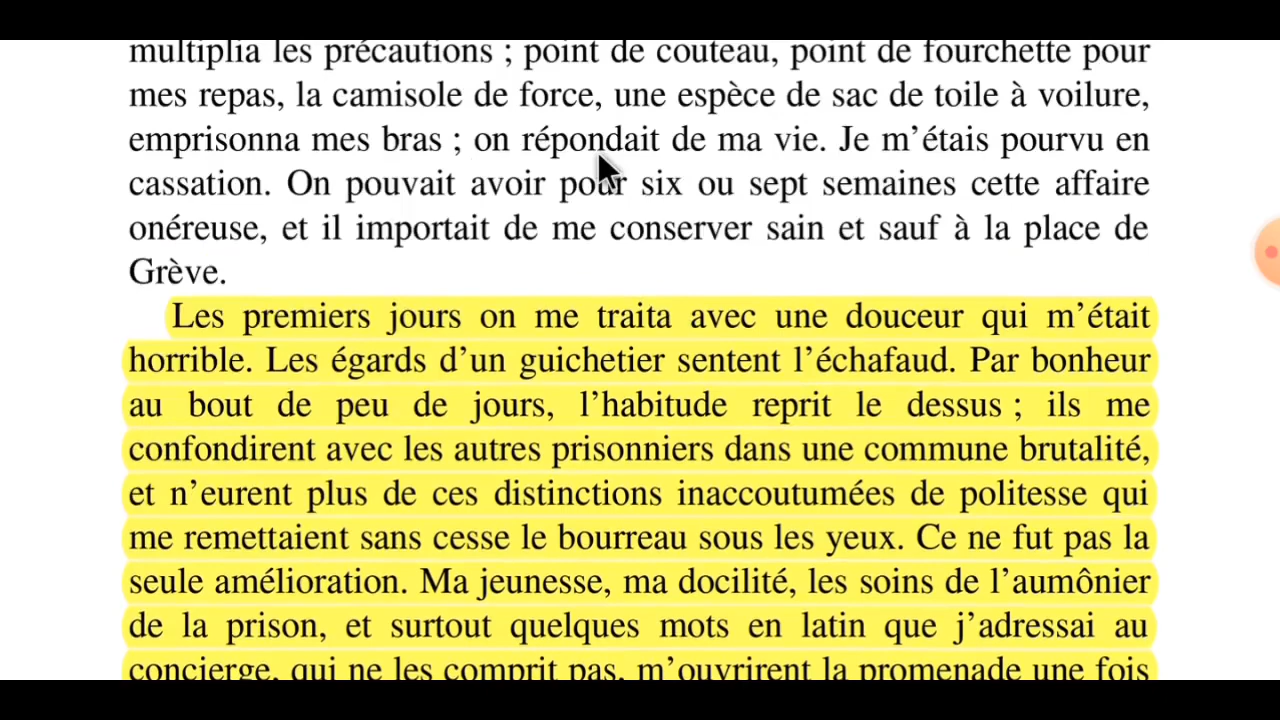 multiplia les précautions ; point de couteau, point de fourchette pour
mes repas, la camisole de force, une espèce de sac de toile à voilure,
emprisonna mes bras ; on répondait de ma vie. Je m’étais pourvu en
cassation. On pouvait avoir pour six ou sept semaines cette affaire
onéreuse, et il importait de me conserver sain et sauf à la place de
Grève.
Les premiers jours on me traita avec une douceur qui m’était
horrible. Les égards d’un guichetier sentent l’échafaud. Par bonheur
au bout de peu de jours, l’habitude reprit le dessus ; ils me
confondirent avec les autres prisonniers dans une commune brutalité,
et n’eurent plus de ces distinctions inaccoutumées de politesse qui
me remettaient sans cesse le bourreau sous les yeux. Ce ne fut pas la
seule amélioration. Ma jeunesse, ma docilité, les soins de l’aumônier
de la prison, et surtout quelques mots en latin que j’adressai au
concierge, qui ne les comprit pas, m’ouvrirent la promenade une fois